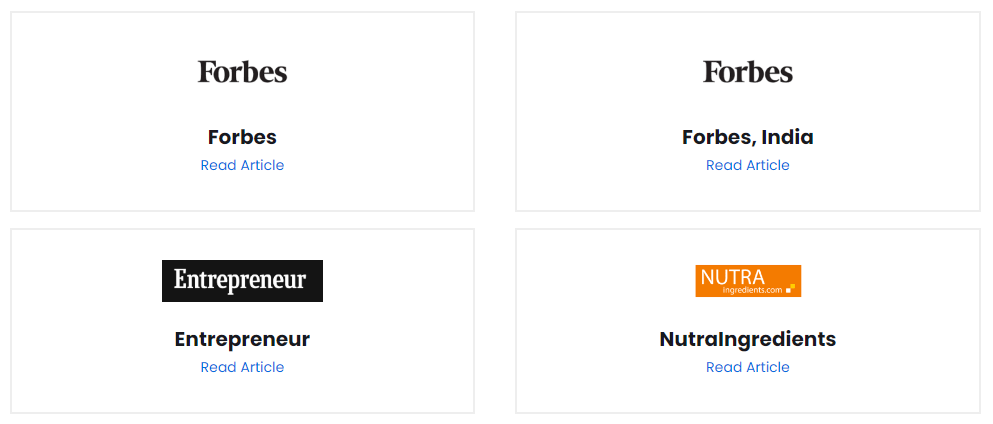 Forbes
Forbes
Read Article
Forbes
Forbes, India
Read Article
Entrepreneur
Entrepreneur
Read Article
NUTRA
ingredients.com
NutraIngredients
Read Article